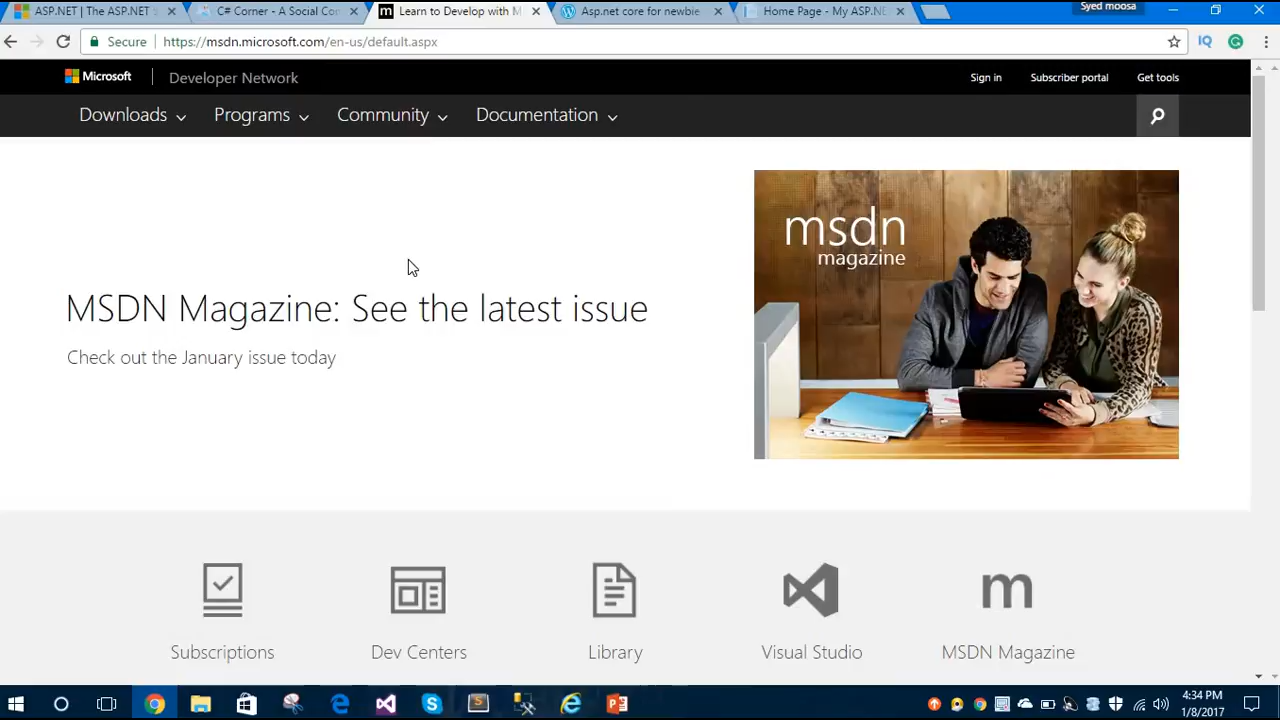 ASP.NET | The ASP.NET S
C# Corner - A Social Co
Learn to Develop with M
Asp.net core for newbie
Home Page - My ASP.NE
Syed moosa
Secure
https://msdn.microsoft.com/en-us/default.aspx
Microsoft
Developer Network
Sign in
Subscriber portal
Get tools
Downloads
Programs
Community
Documentation
msdn
magazine
MSDN Magazine: See the latest issue
Check out the January issue today
Subscriptions
Dev Centers
Library
Visual Studio
MSDN Magazine
4:34 PM
1/8/2017